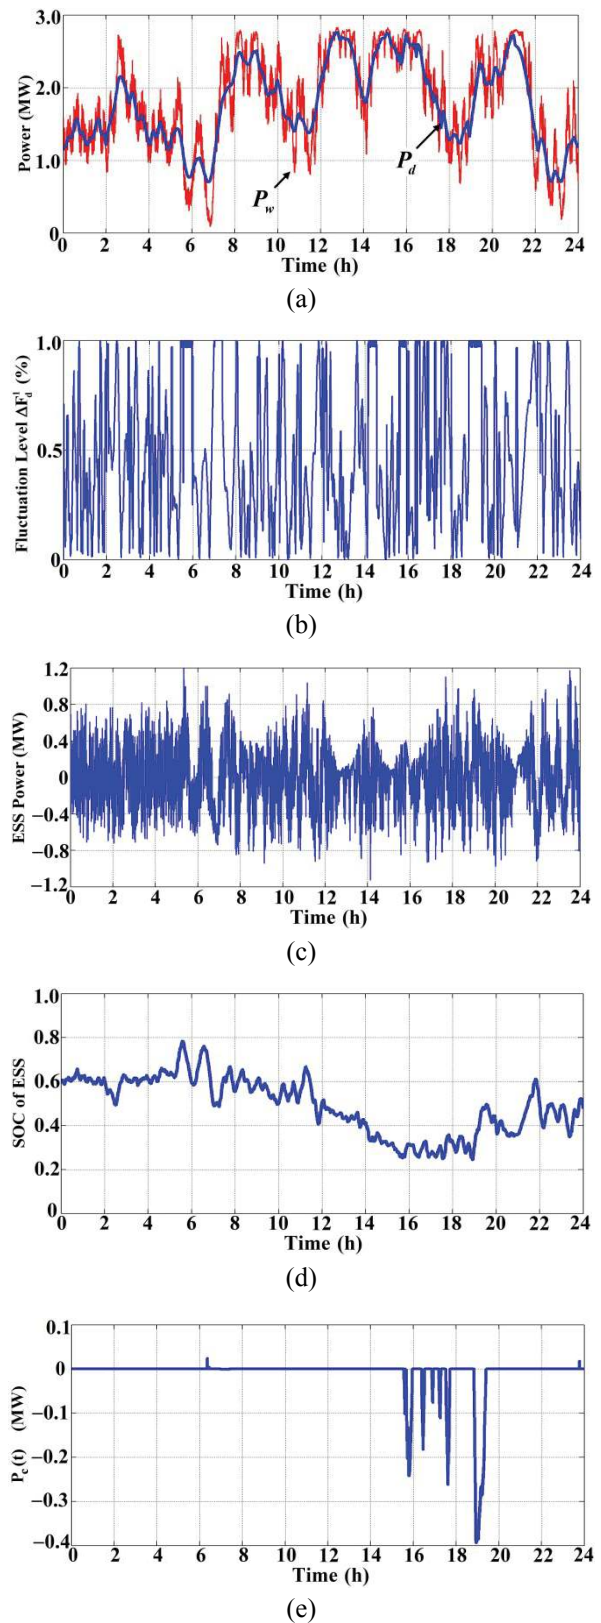 3.0
2.0
1.0
0
Power (MW)
P_w
P_d
0 2 4 6 8 10 12 14 16 18 20 22 24
Time (h)
(a)
1.0
0.5
0
Fluctuation Level ΔF_d^1 (%)
0 2 4 6 8 10 12 14 16 18 20 22 24
Time (h)
(b)
1.2
0.8
0.4
0
−0.4
−0.8
−1.2
ESS Power (MW)
0 2 4 6 8 10 12 14 16 18 20 22 24
Time (h)
(c)
1.0
0.8
0.6
0.4
0.2
0
SOC of ESS
0 2 4 6 8 10 12 14 16 18 20 22 24
Time (h)
(d)
0.1
0
−0.1
−0.2
−0.3
−0.4
P_c(t) (MW)
0 2 4 6 8 10 12 14 16 18 20 22 24
Time (h)
(e)